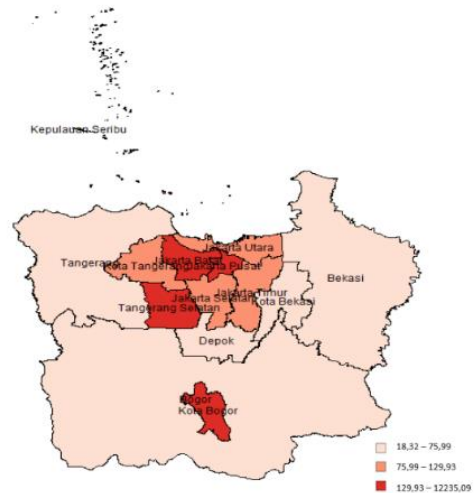 Kepulauan Seribu
Jakarta Utara
Jakarta Barat
Tangerang
Kota Tangerang
Jakarta Pusat
Bekasi
Jakarta Timur
Jakarta Selatan
Kota Bekasi
Tangerang Selatan
Depok
Bogor
Kota Bogor
18,32 – 75,99
75,99 – 129,93
129,93 – 12235,09